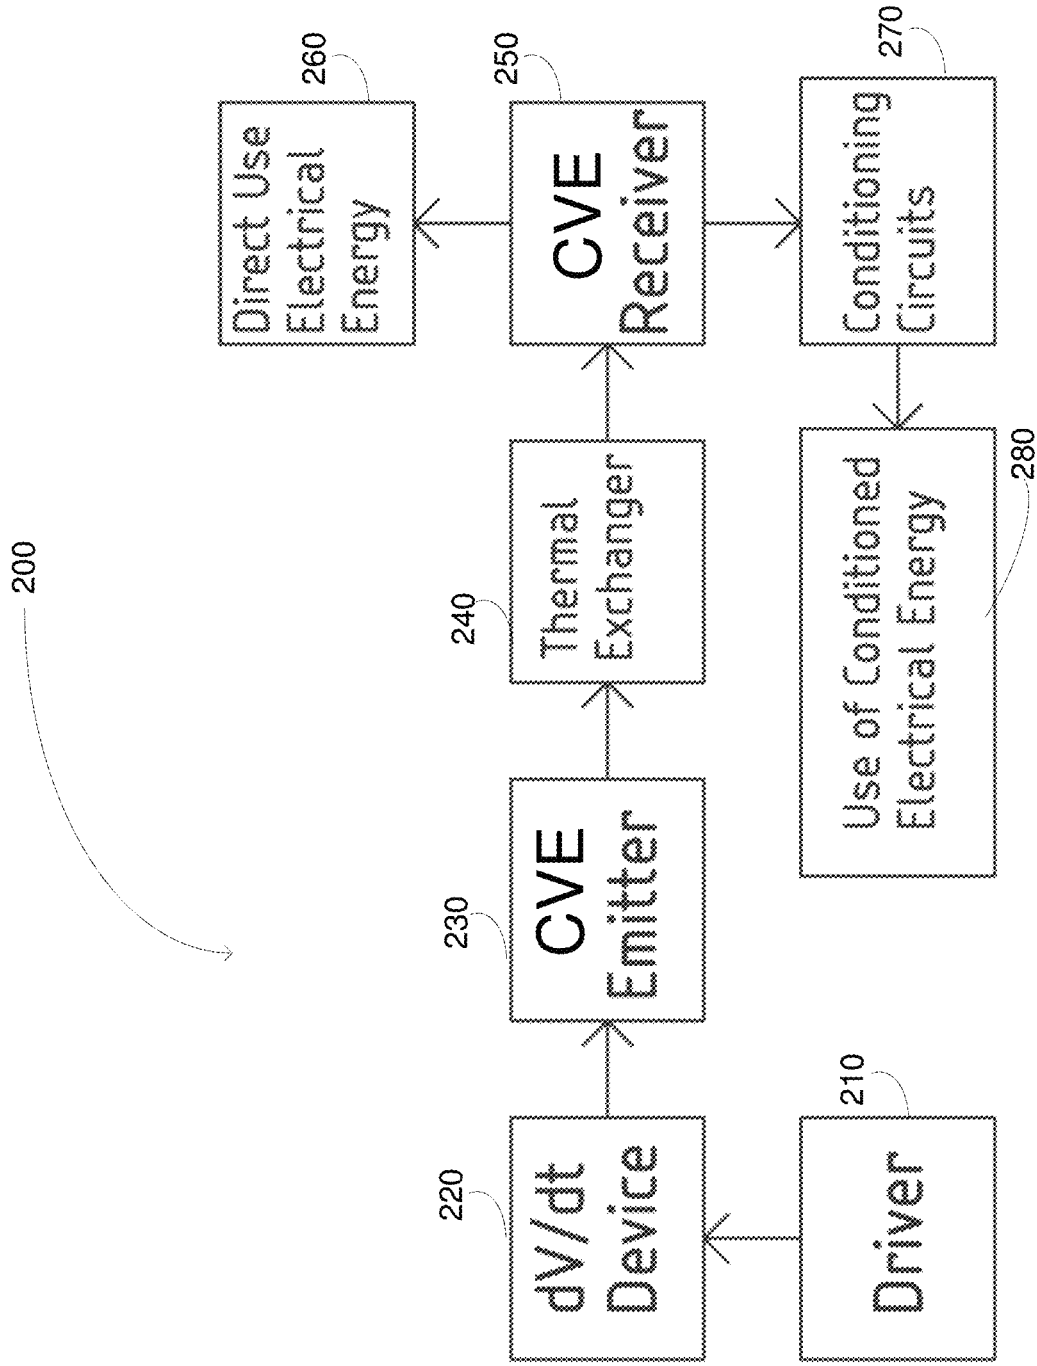 200
260
Direct Use
Electrical
Energy
220
dV/dt
Device
230
CVE
Emitter
240
Thermal
Exchanger
250
CVE
Receiver
210
Driver
280
Use of Conditioned
Electrical Energy
270
Conditioning
Circuits